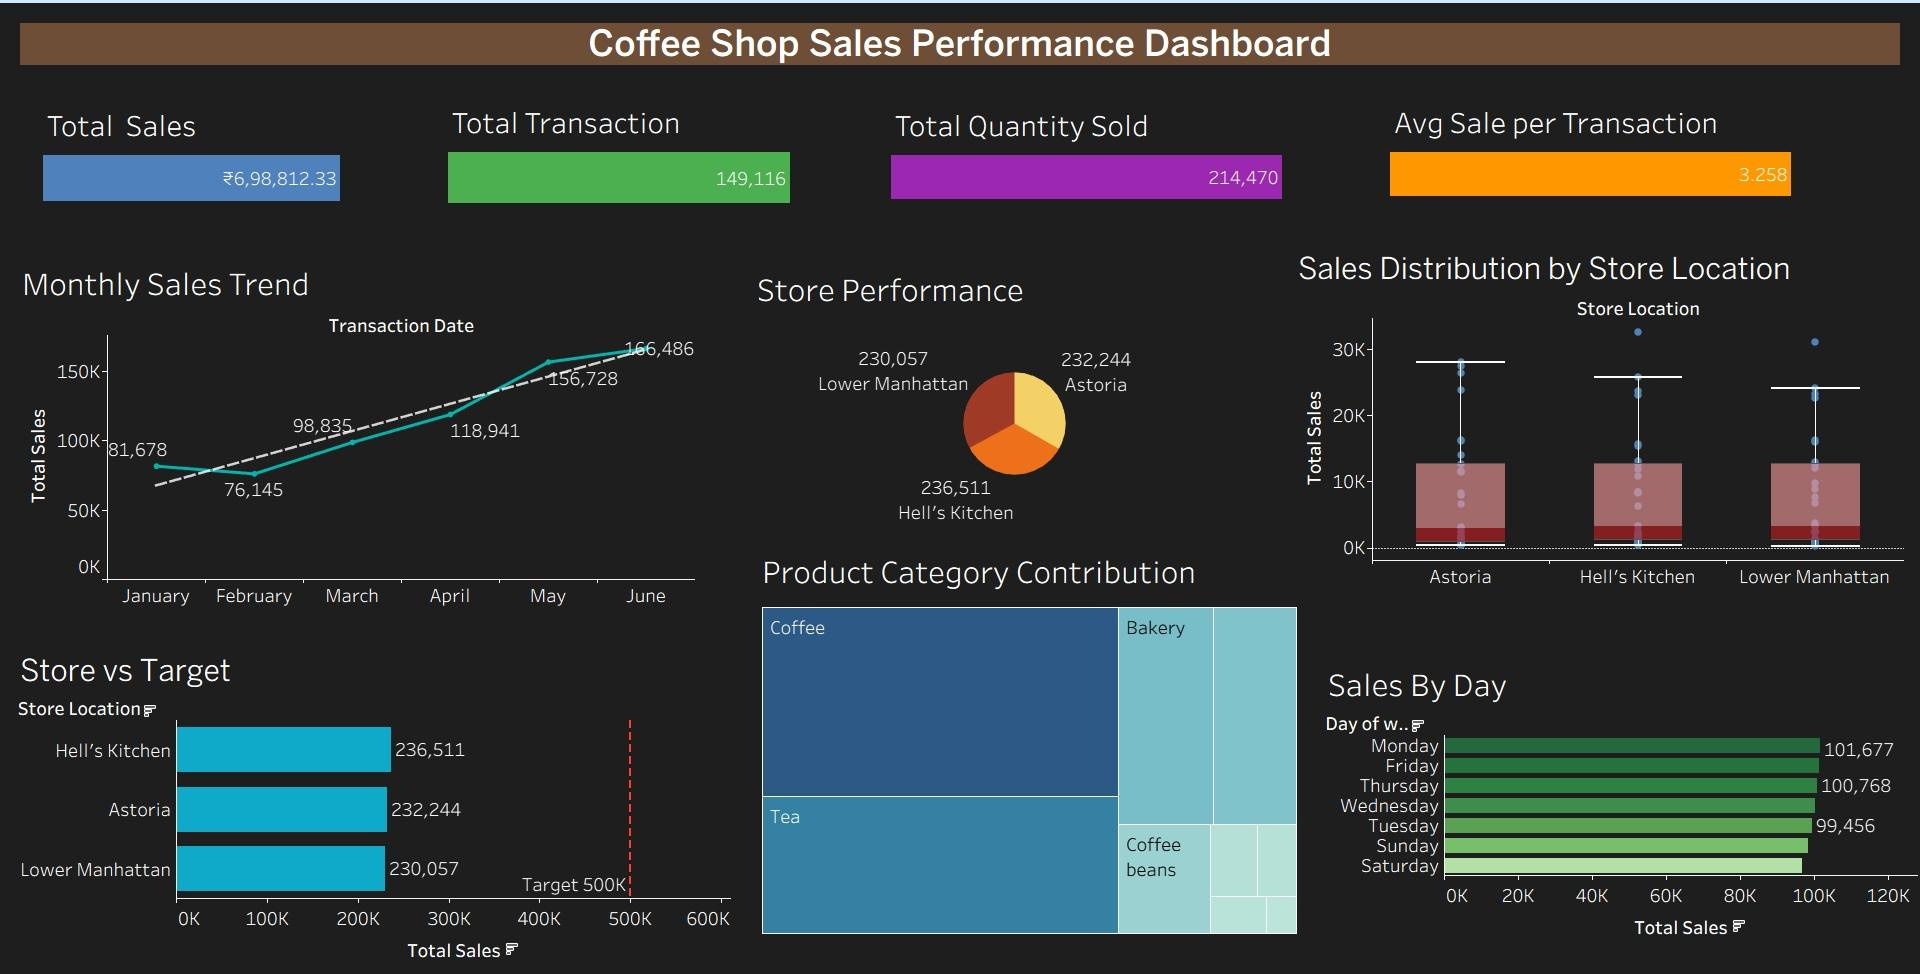 Coffee Shop Sales Performance Dashboard
Total  Sales
₹6,98,812.33
Total Transaction
149,116
Total Quantity Sold
214,470
Avg Sale per Transaction
3.258
Monthly Sales Trend
Transaction Date
Total Sales
150K
100K
50K
0K
81,678
76,145
98,835
118,941
156,728
166,486
January
February
March
April
May
June
Store Performance
230,057
Lower Manhattan
232,244
Astoria
236,511
Hell's Kitchen
Sales Distribution by Store Location
Store Location
Total Sales
30K
20K
10K
0K
Astoria
Hell's Kitchen
Lower Manhattan
Store vs Target
Store Location
Hell's Kitchen
236,511
Astoria
232,244
Lower Manhattan
230,057
Target 500K
0K
100K
200K
300K
400K
500K
600K
Total Sales
Product Category Contribution
Coffee
Bakery
Tea
Coffee
beans
Sales By Day
Day of w..
Monday
101,677
Friday
Thursday
100,768
Wednesday
Tuesday
99,456
Sunday
Saturday
0K
20K
40K
60K
80K
100K
120K
Total Sales